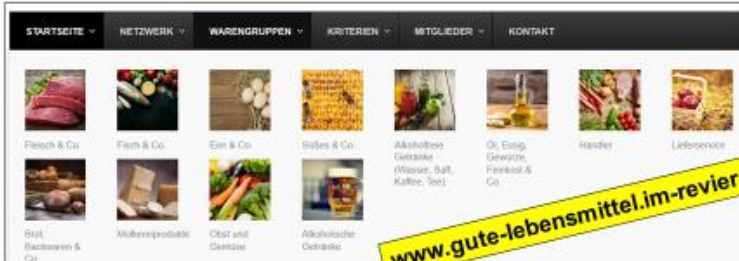 STARTSEITE NETZWERK WARENGRUPPEN KRITERIEN MITGLIEDER KONTAKT
Fleisch & Co.
Fisch & Co.
Eier & Co.
Süßes & Co.
Alkoholfreie
Getränke
(Wasser, Saft,
Kaffee, Tee)
Öl, Essig,
Gewürze,
Feinkost &
Co.
Händler
Lieferservice
Brot,
Backwaren &
Co.
Molkereiprodukte
Obst und
Gemüse
Alkoholische
Getränke
www.gute-lebensmittel.im-revier